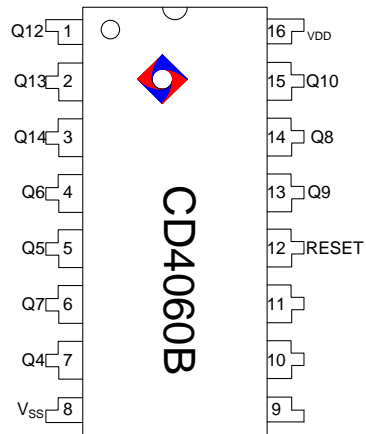 Q12 1 16 VDD
Q13 2 15 Q10
Q14 3 14 Q8
Q6 4 13 Q9
Q5 5 12 RESET
Q7 6 11
Q4 7 10
VSS 8 9
CD4060B